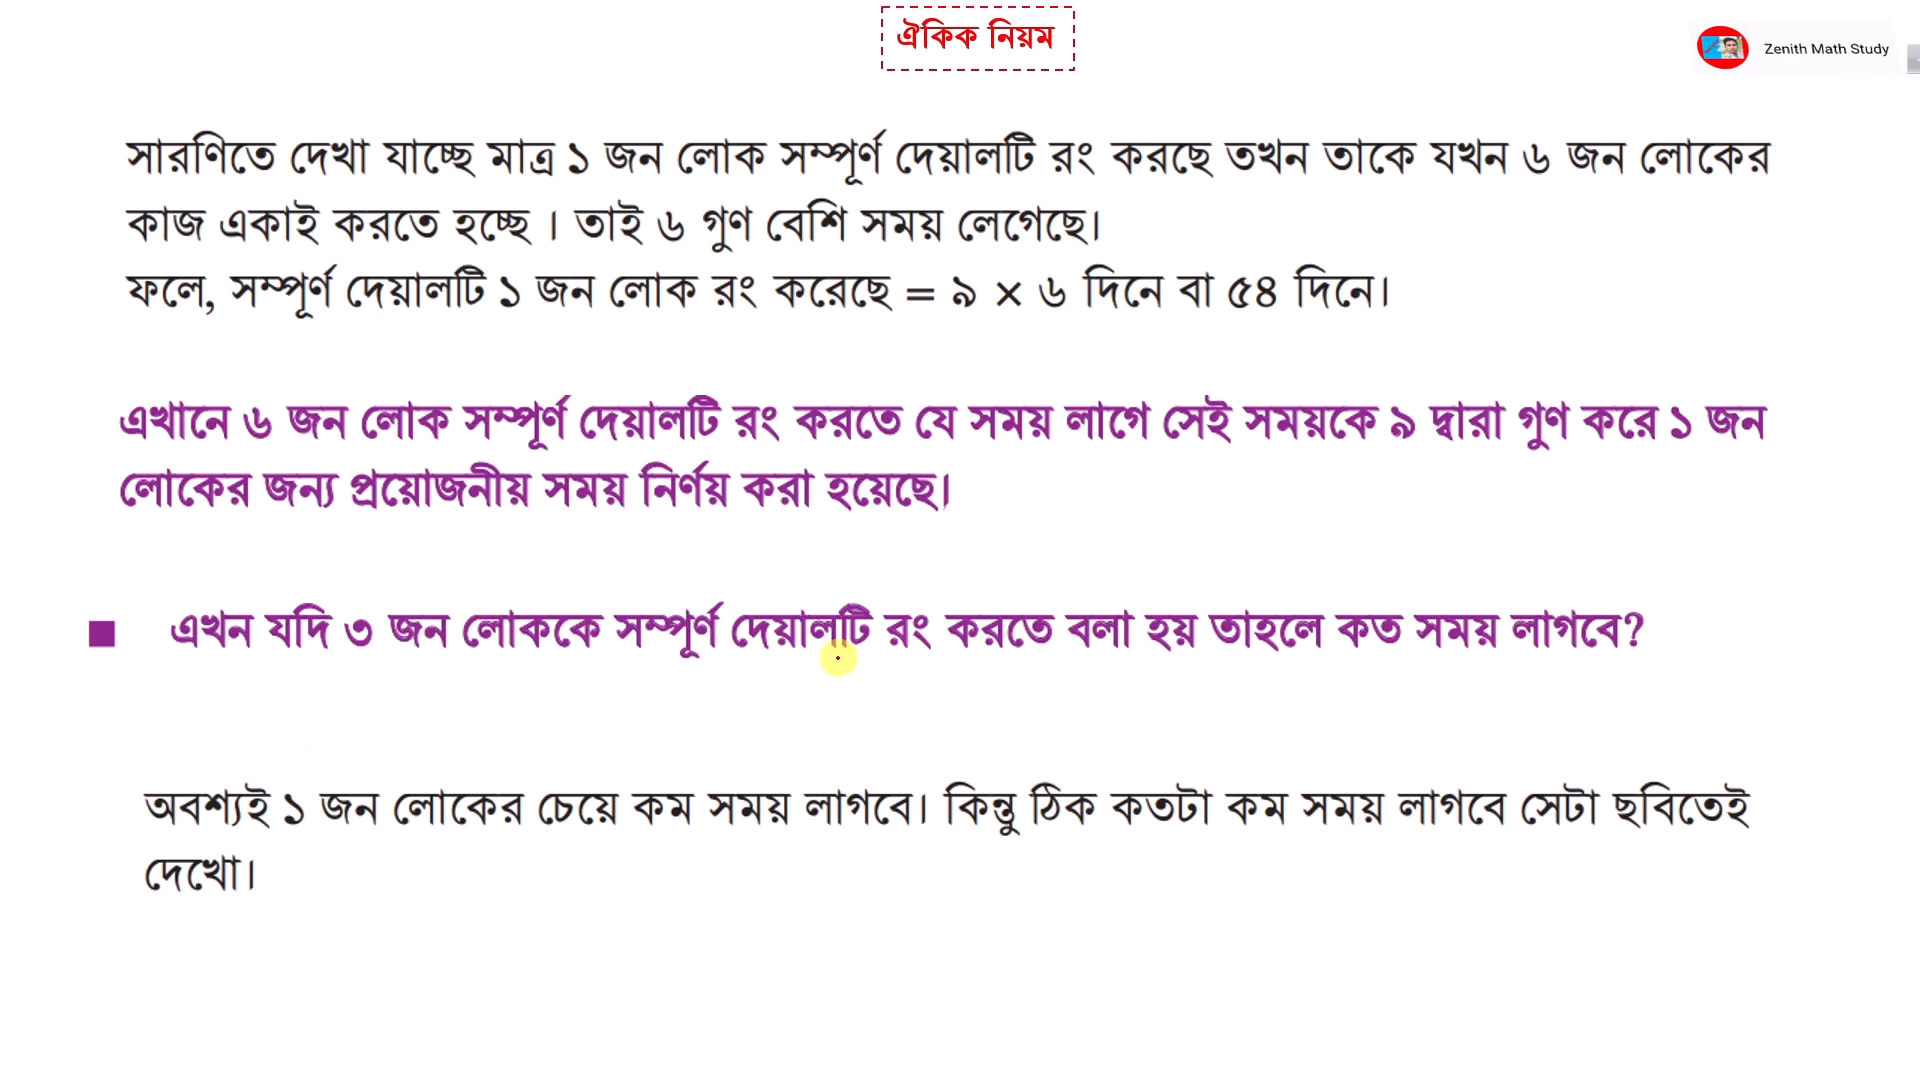 ঐকিক নিয়ম
Zenith Math Study
সারণিতে দেখা যাচ্ছে মাত্র ১ জন লোক সম্পূর্ণ দেয়ালটি রং করছে তখন তাকে যখন ৬ জন লোকের
কাজ একাই করতে হচ্ছে । তাই ৬ গুণ বেশি সময় লেগেছে।
ফলে, সম্পূর্ণ দেয়ালটি ১ জন লোক রং করেছে = ৯ × ৬ দিনে বা ৫৪ দিনে।
এখানে ৬ জন লোক সম্পূর্ণ দেয়ালটি রং করতে যে সময় লাগে সেই সময়কে ৯ দ্বারা গুণ করে ১ জন
লোকের জন্য প্রয়োজনীয় সময় নির্ণয় করা হয়েছে।
■ এখন যদি ৩ জন লোককে সম্পূর্ণ দেয়ালটি রং করতে বলা হয় তাহলে কত সময় লাগবে?
অবশ্যই ১ জন লোকের চেয়ে কম সময় লাগবে। কিন্তু ঠিক কতটা কম সময় লাগবে সেটা ছবিতেই
দেখো।